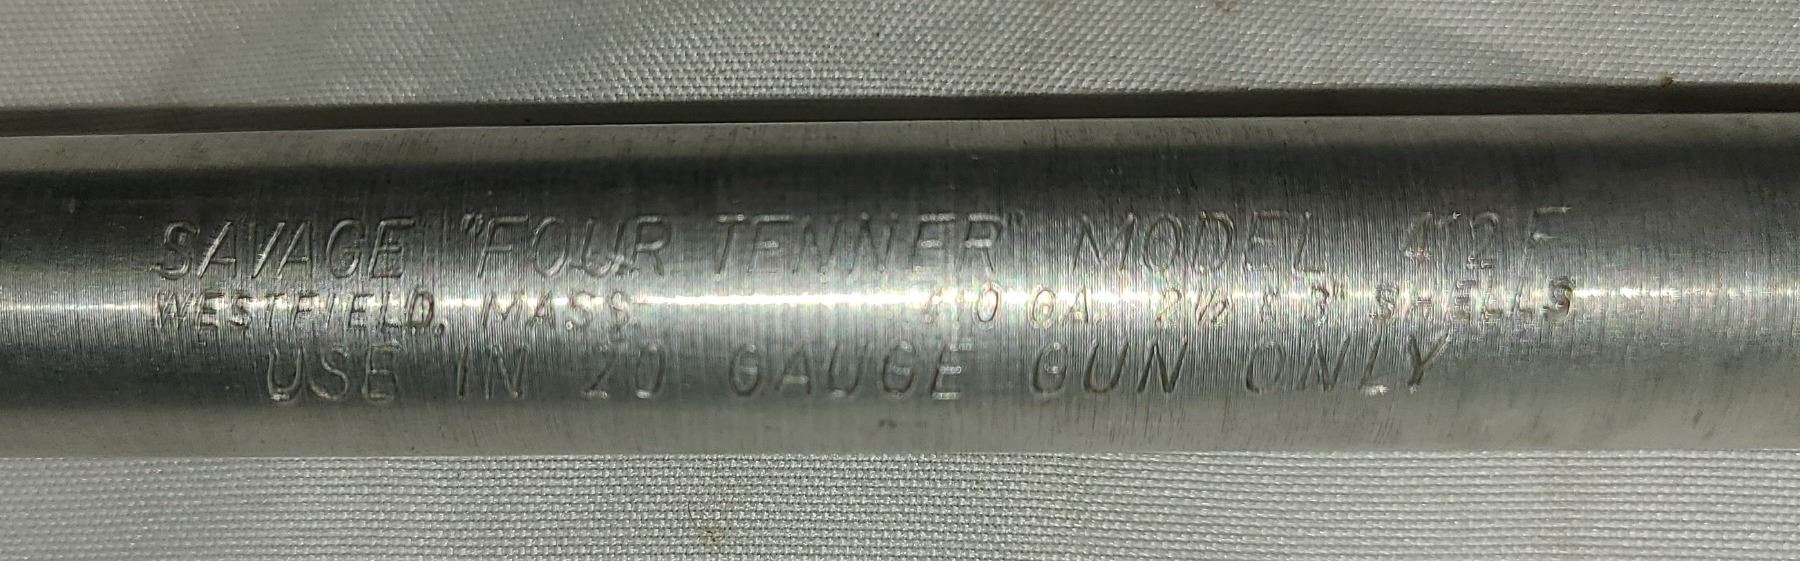 SAVAGE "FOUR TENNER" MODEL 412F
WESTFIELD, MASS. 410 GA. 2½ & 3" SHELLS
USE IN 20 GAUGE GUN ONLY